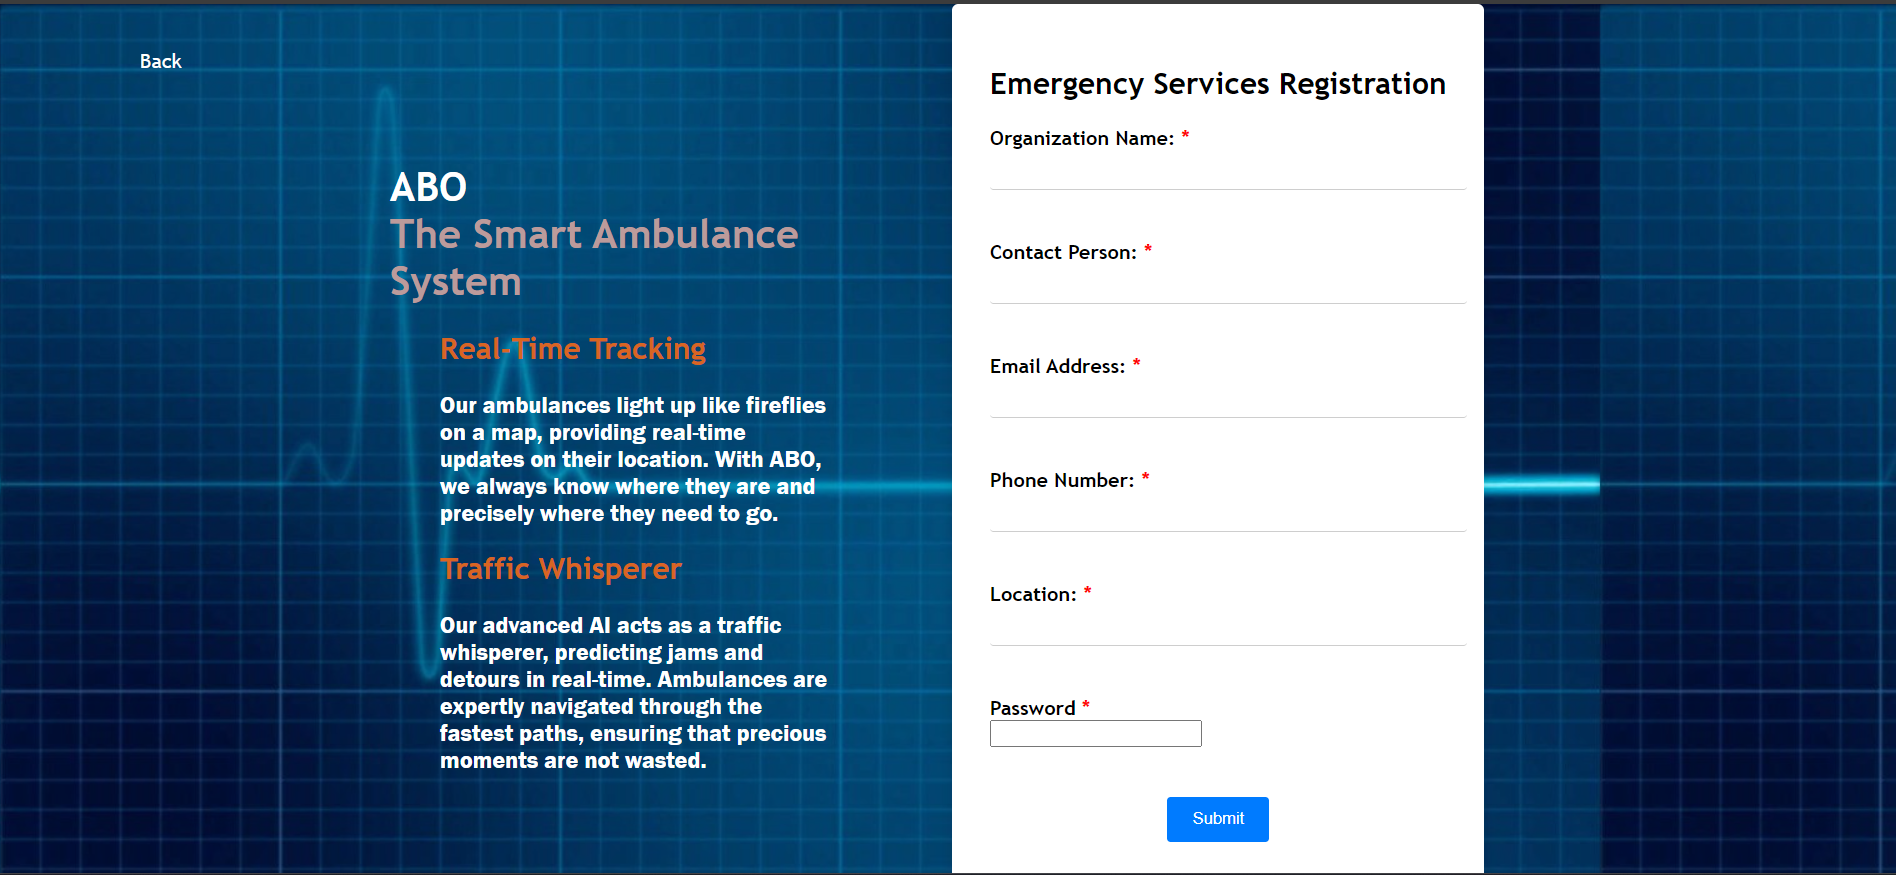 Back
ABO
The Smart Ambulance
System
Real-Time Tracking
Our ambulances light up like fireflies
on a map, providing real-time
updates on their location. With ABO,
we always know where they are and
precisely where they need to go.
Traffic Whisperer
Our advanced AI acts as a traffic
whisperer, predicting jams and
detours in real-time. Ambulances are
expertly navigated through the
fastest paths, ensuring that precious
moments are not wasted.
Emergency Services Registration
Organization Name: *
Contact Person: *
Email Address: *
Phone Number: *
Location: *
Password *
Submit